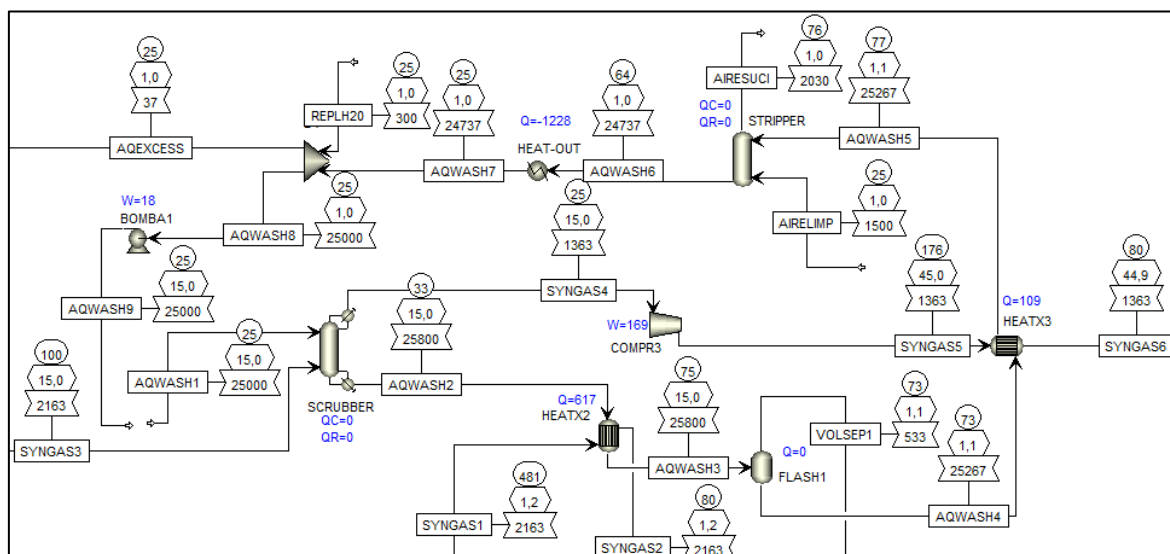 25
1,0
37
AQEXCESS
25
1,0
300
REPLH20
25
1,0
24737
AQWASH7
Q=-1228
HEAT-OUT
64
1,0
24737
AQWASH6
76
1,0
2030
AIRESUCI
77
1,1
25267
AQWASH5
QC=0
QR=0
STRIPPER
25
1,0
1500
AIRELIMP
W=18
BOMBA1
25
1,0
25000
AQWASH8
25
15,0
25000
AQWASH9
25
15,0
1363
SYNGAS4
176
45,0
1363
SYNGAS5
80
44,9
1363
SYNGAS6
Q=109
HEATX3
W=169
COMPR3
100
15,0
2163
SYNGAS3
25
15,0
25000
AQWASH1
33
15,0
25800
AQWASH2
SCRUBBER
QC=0
QR=0
Q=617
HEATX2
75
15,0
25800
AQWASH3
Q=0
FLASH1
73
1,1
533
VOLSEP1
73
1,1
25267
AQWASH4
481
1,2
2163
SYNGAS1
80
1,2
2163
SYNGAS2